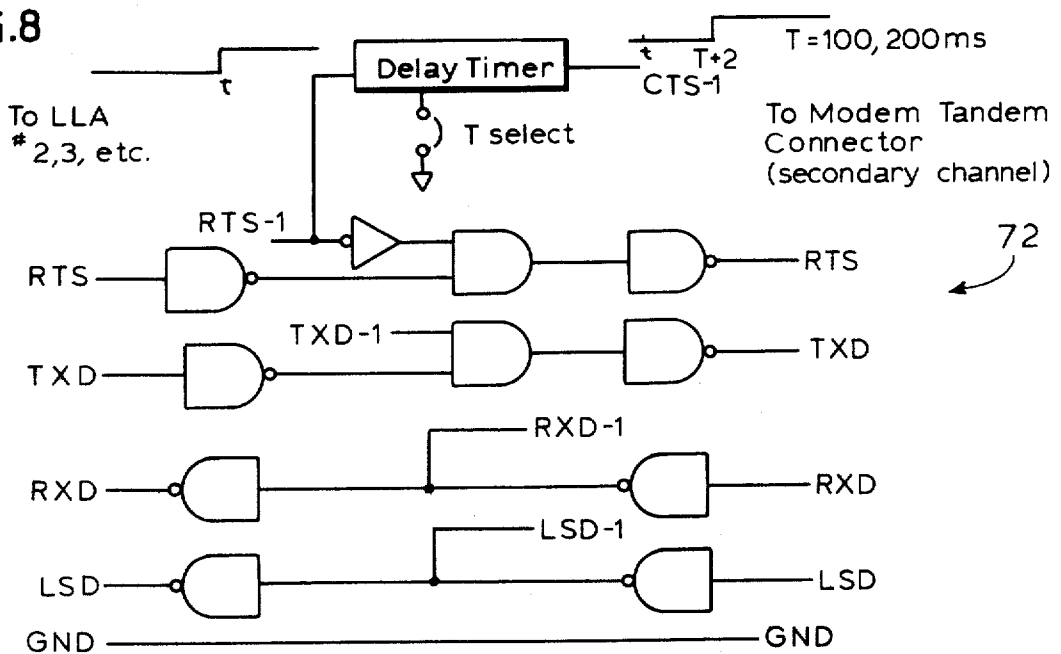 i.8
t
Delay Timer
t T+2
T=100,200ms
CTS-1
To LLA
# 2,3, etc.
T select
To Modem Tandem
Connector
(secondary channel)
RTS-1
72
RTS
RTS
TXD-1
TXD
TXD
RXD-1
RXD
RXD
LSD-1
LSD
LSD
GND
GND